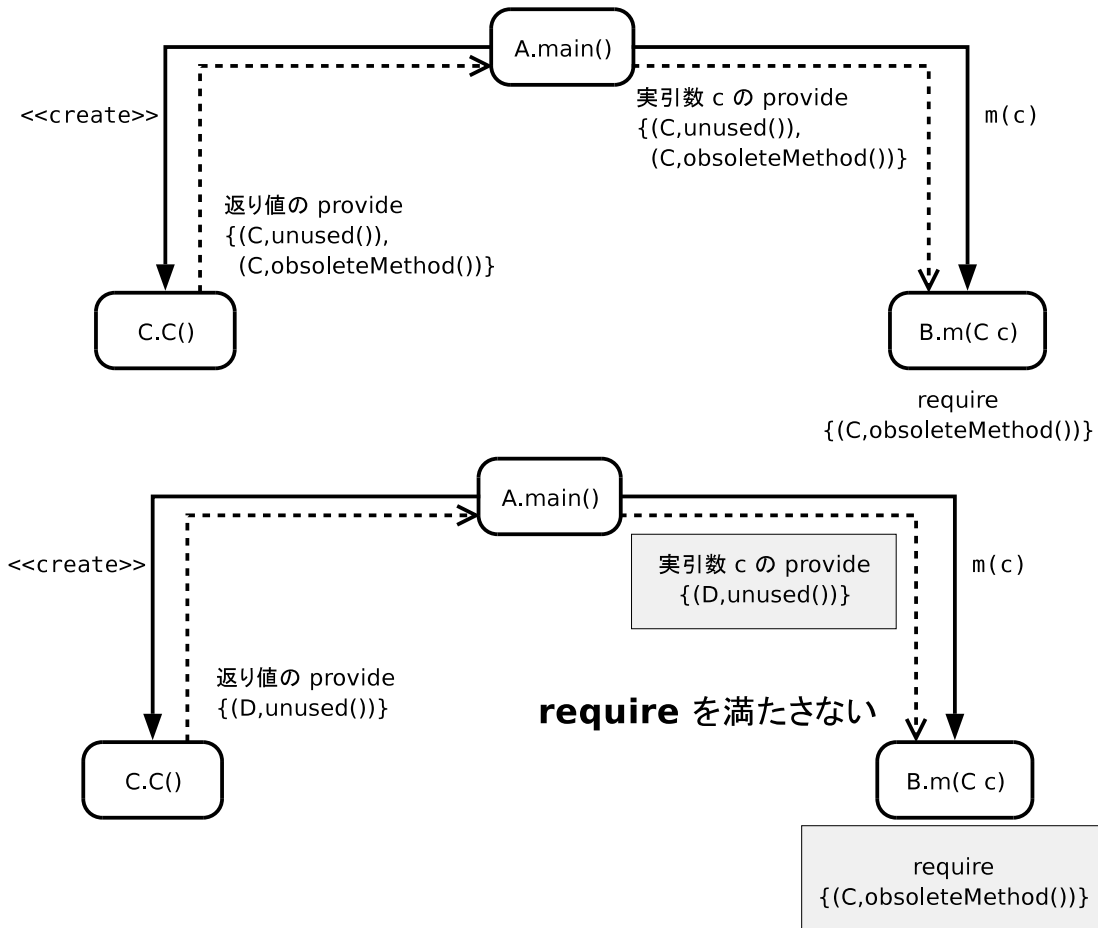 A.main()
<<create>>
実引数 c の provide
{(C,unused()),
(C,obsoleteMethod())}
m(c)
返り値の provide
{(C,unused()),
(C,obsoleteMethod())}
C.C()
B.m(C c)
require
{(C,obsoleteMethod())}
A.main()
<<create>>
実引数 c の provide
{(D,unused())}
m(c)
返り値の provide
{(D,unused())}
require を満たさない
C.C()
B.m(C c)
require
{(C,obsoleteMethod())}